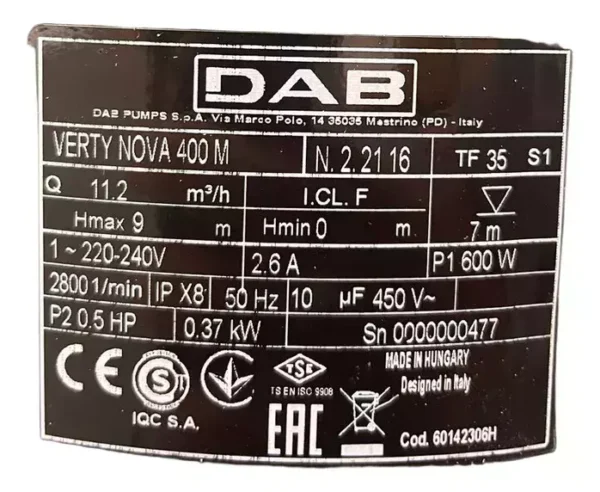 DAB
DAB PUMPS S.p.A. Via Marco Polo, 14 35035 Mestrino (PD) - Italy
VERTY NOVA 400 M N. 2.21 16 TF 35 S1
Q 11.2 m³/h I.CL. F
Hmax 9 m Hmin 0 m 7 m
1 ~ 220-240V 2.6 A P1 600 W
2800 1/min IP X8 50 Hz 10 µF 450 V~
P2 0.5 HP 0.37 kW Sn 0000000477
CE S TSE MADE IN HUNGARY
TS EN ISO 9908 Designed in Italy
IQC S.A. EAC Cod. 60142306H